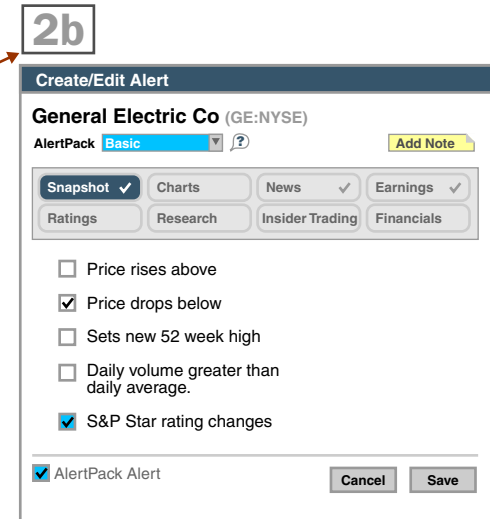 2b
Create/Edit Alert
General Electric Co (GE:NYSE)
AlertPack Basic ? Add Note
Snapshot Charts News Earnings
Ratings Research Insider Trading Financials
Price rises above
Price drops below
Sets new 52 week high
Daily volume greater than
daily average.
S&P Star rating changes
AlertPack Alert Cancel Save